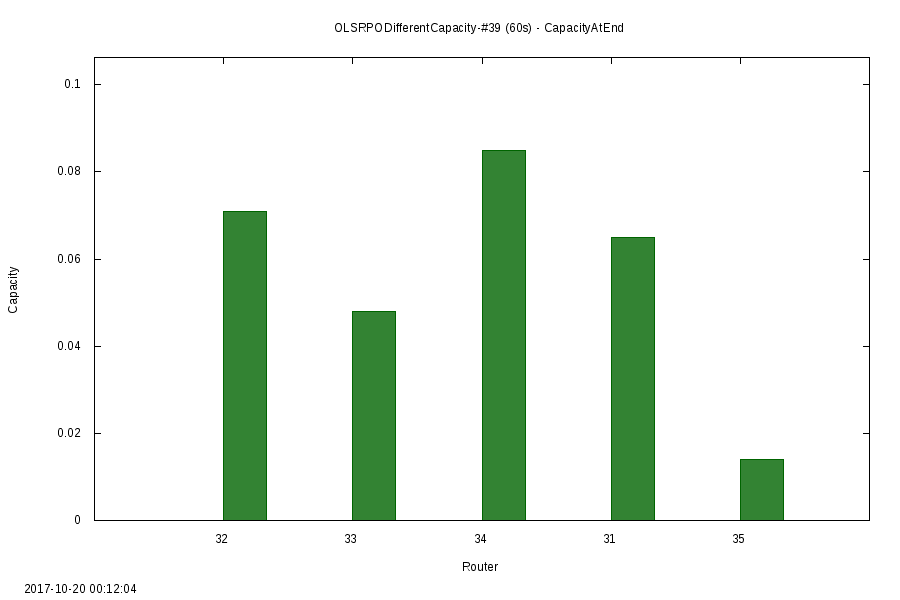 OLSRPODifferentCapacity-#39 (60s) - CapacityAtEnd
0.1
0.08
0.06
0.04
0.02
0
Capacity
32 33 34 31 35
Router
2017-10-20 00:12:04